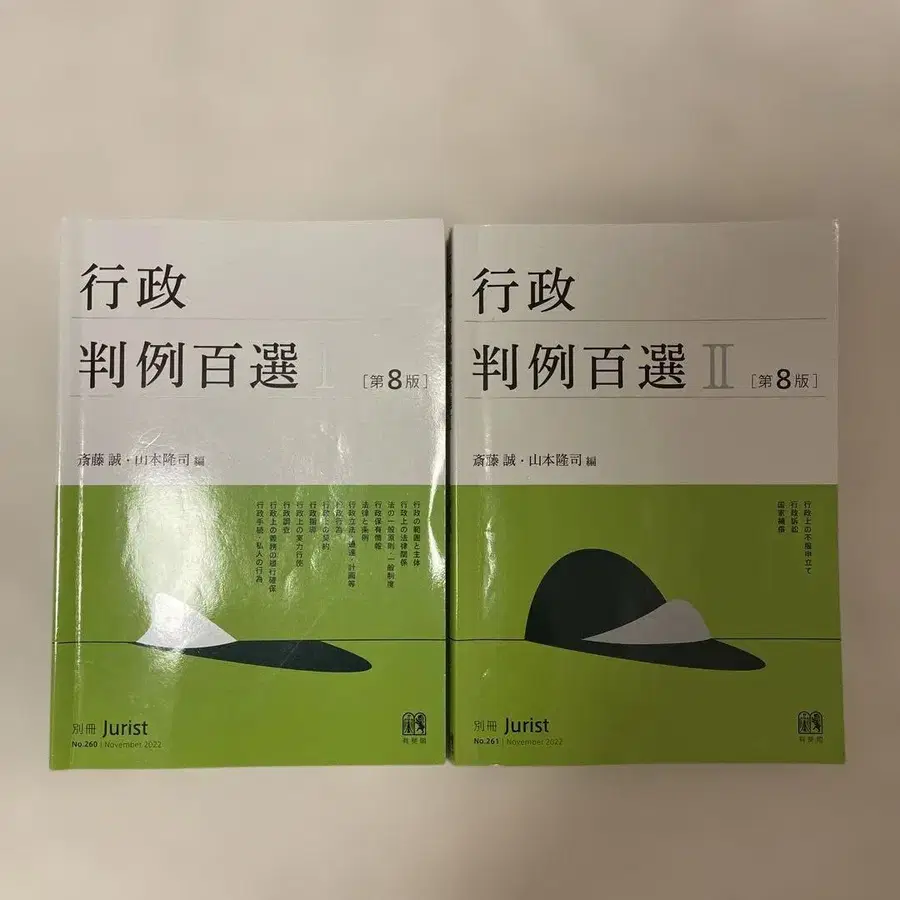 行政
判例百選 I [第8版]
斎藤 誠・山本隆司 編
行政の範囲と主体
行政上の法律関係
法の一般原則・一般制度
行政保有情報
法律と条例
行政立法・通達・計画等
行政行為
行政上の契約
行政指導
行政上の実力行使
行政調査
行政上の義務の履行確保
行政手続・私人の行為
別冊 Jurist
No.260 | November 2022
有斐閣
行政
判例百選 II [第8版]
斎藤 誠・山本隆司 編
行政上の不服申立て
行政訴訟
国家補償
別冊 Jurist
No.261 | November 2022
有斐閣